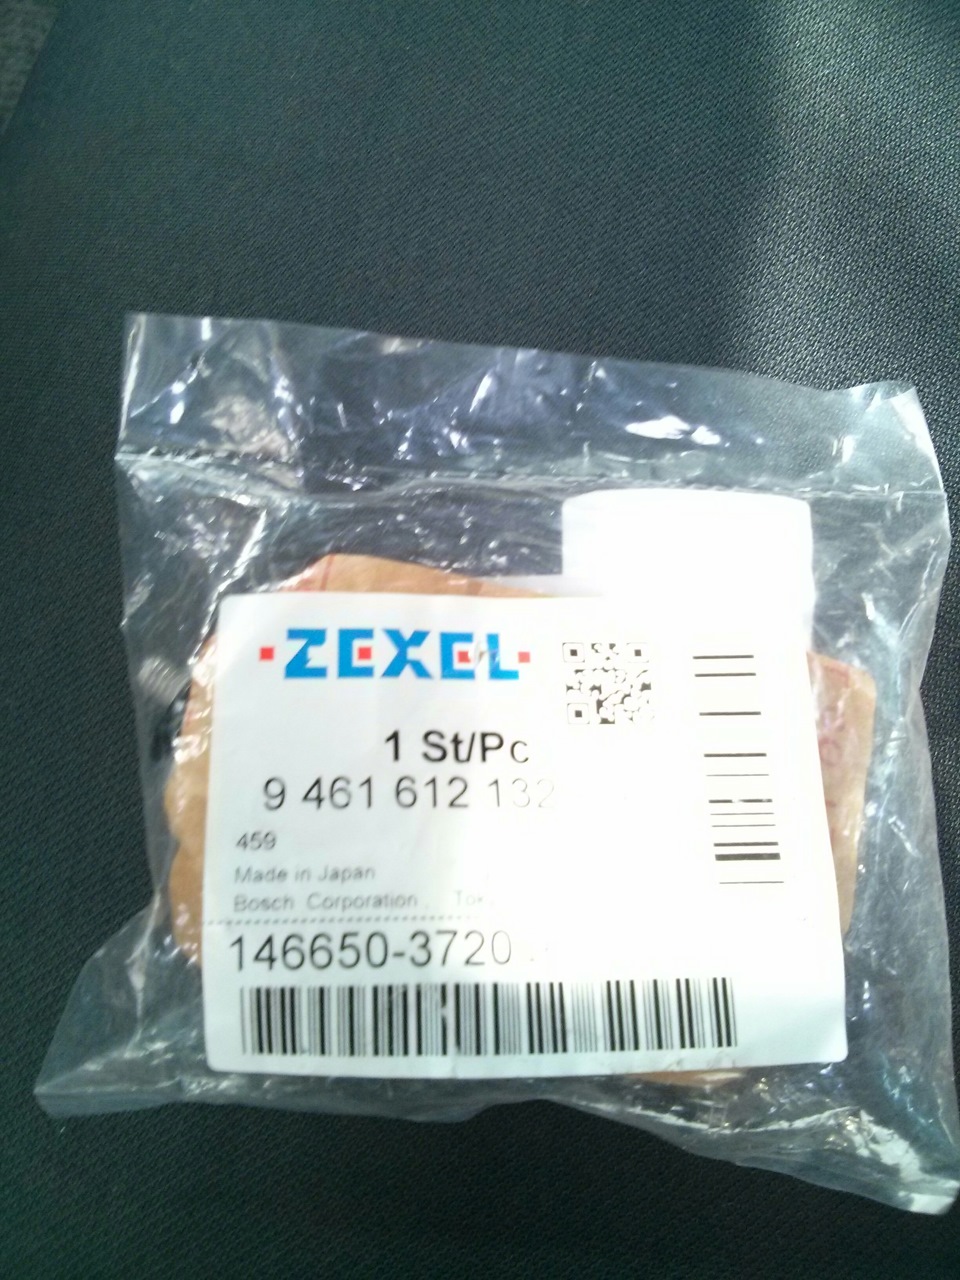 ZEXEL
1 St/Pc
9 461 612 132
459
Made in Japan
Bosch Corporation,
146650-3720